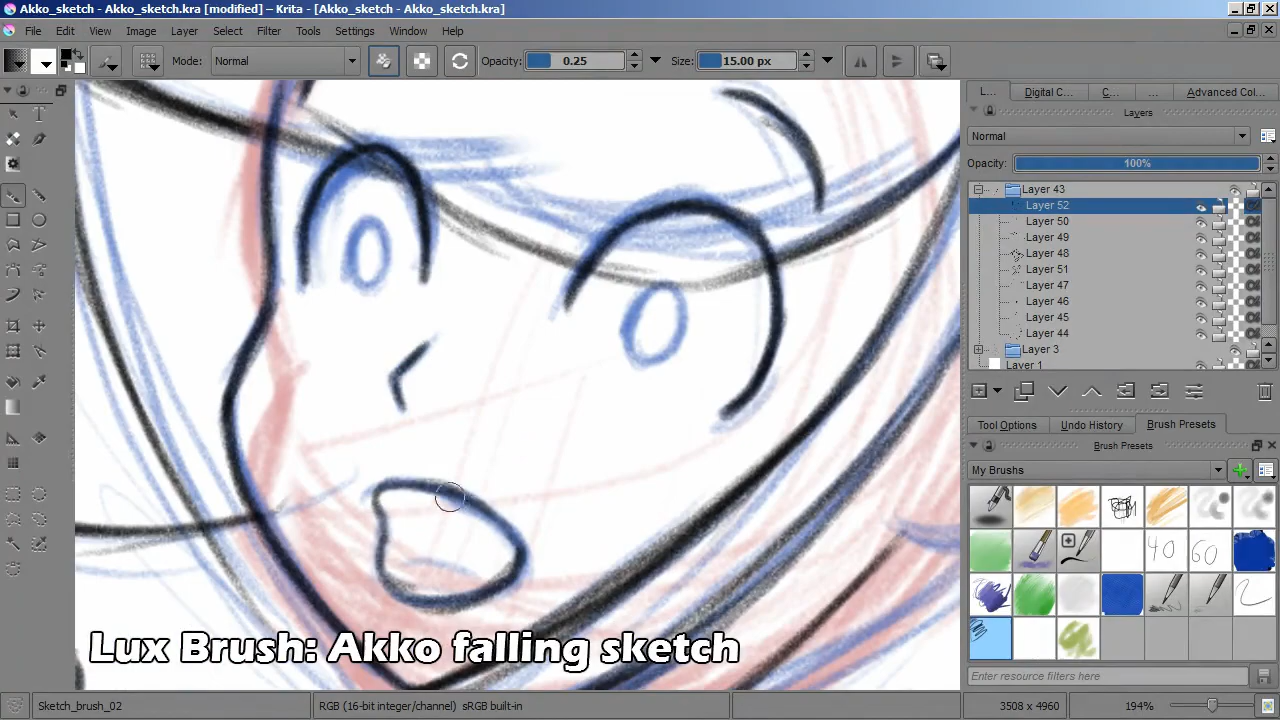 Akko_sketch - Akko_sketch.kra [modified] – Krita - [Akko_sketch - Akko_sketch.kra]
File Edit View Image Layer Select Filter Tools Settings Window Help
Mode: Normal Opacity: 0.25 Size: 15.00 px
L... Digital C... C... ... Advanced Col...
Layers
Normal
Opacity: 100%
Layer 43
Layer 52
Layer 50
Layer 49
Layer 48
Layer 51
Layer 47
Layer 46
Layer 45
Layer 44
Layer 3
Layer 1
Tool Options Undo History Brush Presets
Brush Presets
My Brushes
40 60
Enter resource filters here
Lux Brush: Akko falling sketch
Sketch_brush_02 RGB (16-bit integer/channel) sRGB built-in 3508 x 4960 194%